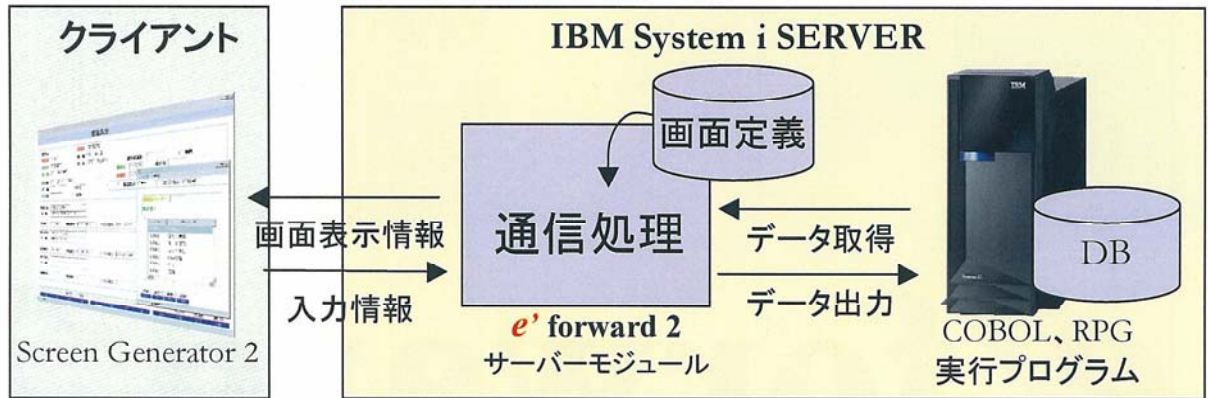 クライアント
Screen Generator 2
IBM System i SERVER
画面定義
通信処理
画面表示情報
入力情報
e' forward 2
サーバーモジュール
データ取得
データ出力
IBM
DB
COBOL、RPG
実行プログラム